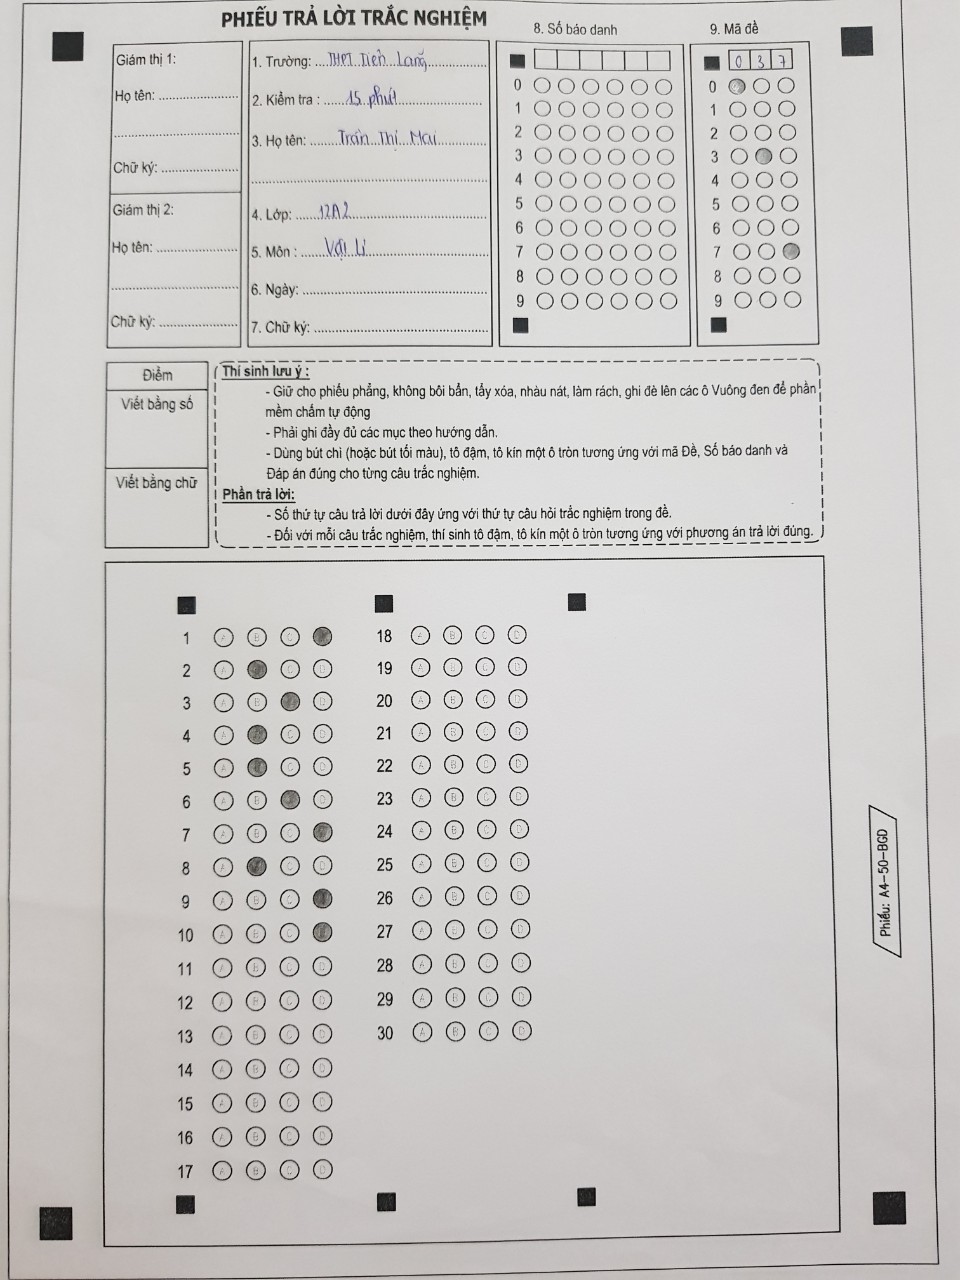 PHIẾU TRẢ LỜI TRẮC NGHIỆM
Giám thị 1:
Họ tên: ........................
Chữ ký: ........................
Giám thị 2:
Họ tên: ........................
Chữ ký: ........................
1. Trường: THPT Tiên Lãng
2. Kiểm tra : 15 phút
3. Họ tên: Trần Thị Mai
4. Lớp: 12A2
5. Môn : Vật Lí
6. Ngày: ........................
7. Chữ ký: ........................
8. Số báo danh
0
1
2
3
4
5
6
7
8
9
9. Mã đề
0 3 7
0
1
2
3
4
5
6
7
8
9
Điểm
Viết bằng số
Viết bằng chữ
Thí sinh lưu ý :
- Giữ cho phiếu phẳng, không bôi bẩn, tẩy xóa, nhàu nát, làm rách, ghi đè lên các ô Vuông đen để phần
mềm chấm tự động
- Phải ghi đầy đủ các mục theo hướng dẫn.
- Dùng bút chì (hoặc bút tối màu), tô đậm, tô kín một ô tròn tương ứng với mã Đề, Số báo danh và
Đáp án đúng cho từng câu trắc nghiệm.
Phần trả lời:
- Số thứ tự câu trả lời dưới đây ứng với thứ tự câu hỏi trắc nghiệm trong đề.
- Đối với mỗi câu trắc nghiệm, thí sinh tô đậm, tô kín một ô tròn tương ứng với phương án trả lời đúng.
1 A B C
2 A C D
3 A B D
4 A C D
5 A C D
6 A B D
7 A B C
8 A C D
9 A B C
10 A B C
11 A B C D
12 A B C D
13 A B C D
14 A B C D
15 A B C D
16 A B C D
17 A B C D
18 A B C D
19 A B C D
20 A B C D
21 A B C D
22 A B C D
23 A B C D
24 A B C D
25 A B C D
26 A B C D
27 A B C D
28 A B C D
29 A B C D
30 A B C D
Phiếu: A4-50-BGD